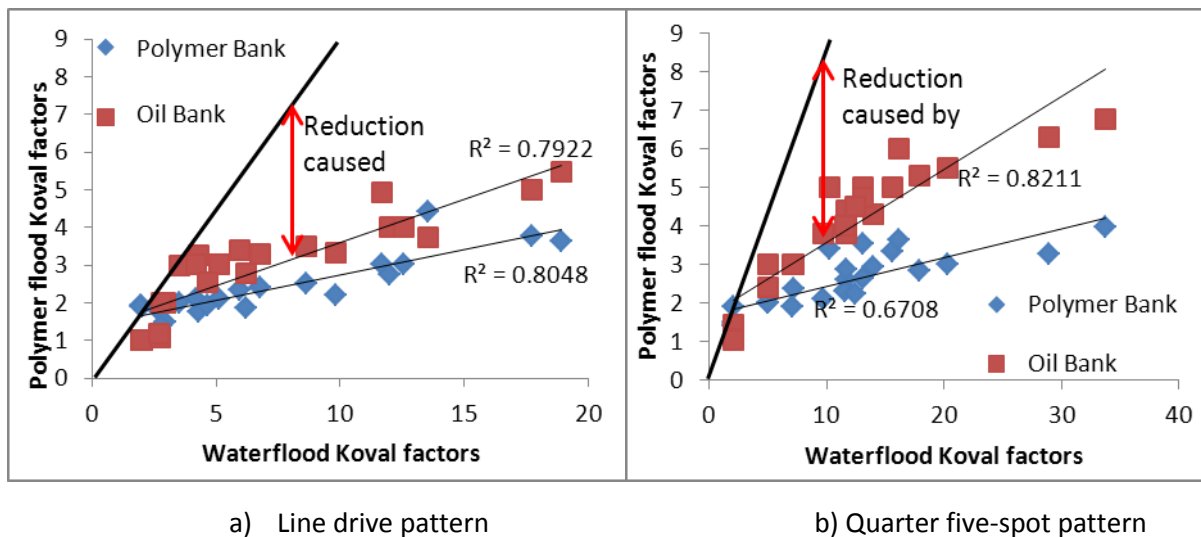 Polymer flood Koval factors
9
8
7
6
5
4
3
2
1
0
Polymer Bank
Oil Bank
Reduction
caused
R² = 0.7922
R² = 0.8048
0 5 10 15 20
Waterflood Koval factors
a) Line drive pattern
Polymer flood Koval factors
9
8
7
6
5
4
3
2
1
0
Reduction
caused by
R² = 0.8211
R² = 0.6708
Polymer Bank
Oil Bank
0 10 20 30 40
Waterflood Koval factors
b) Quarter five-spot pattern